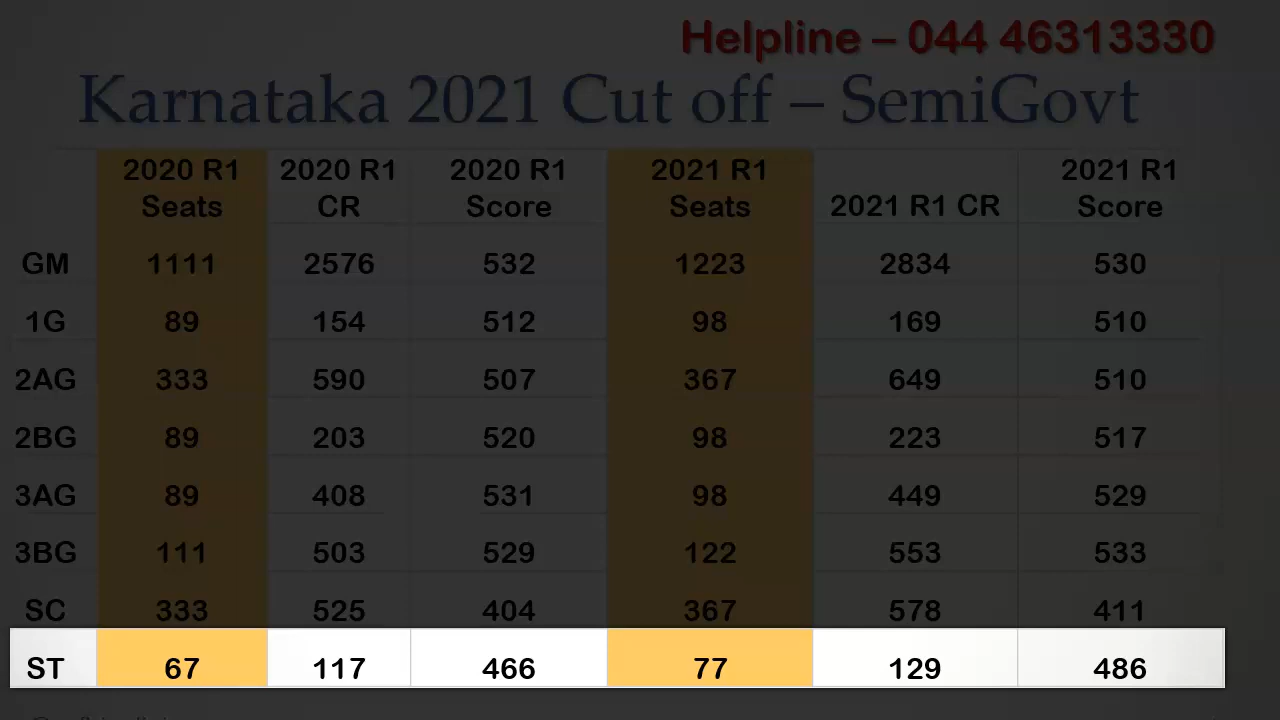 Helpline – 044 46313330
Karnataka 2021 Cut off – SemiGovt
2020 R1 Seats 2020 R1 CR 2020 R1 Score 2021 R1 Seats 2021 R1 CR 2021 R1 Score
GM 1111 2576 532 1223 2834 530
1G 89 154 512 98 169 510
2AG 333 590 507 367 649 510
2BG 89 203 520 98 223 517
3AG 89 408 531 98 449 529
3BG 111 503 529 122 553 533
SC 333 525 404 367 578 411
ST 67 117 466 77 129 486